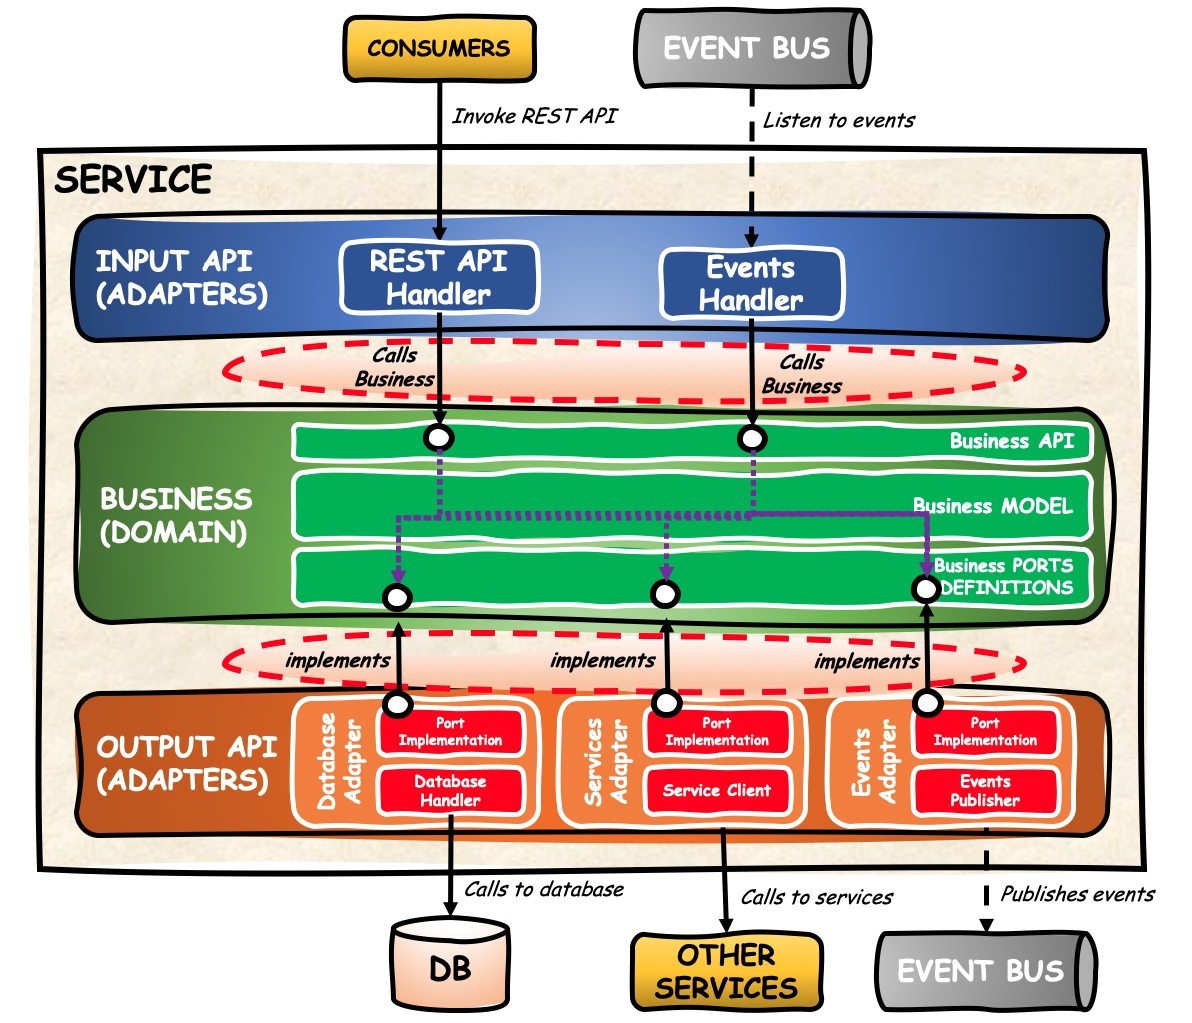 CONSUMERS
EVENT BUS
Invoke REST API
Listen to events
SERVICE
INPUT API
(ADAPTERS)
REST API
Handler
Events
Handler
Calls
Business
Calls
Business
BUSINESS
(DOMAIN)
Business API
Business MODEL
Business PORTS
DEFINITIONS
implements
implements
implements
OUTPUT API
(ADAPTERS)
Database
Adapter
Port
Implementation
Database
Handler
Services
Adapter
Port
Implementation
Service Client
Events
Adapter
Port
Implementation
Events
Publisher
Calls to database
Calls to services
Publishes events
DB
OTHER
SERVICES
EVENT BUS